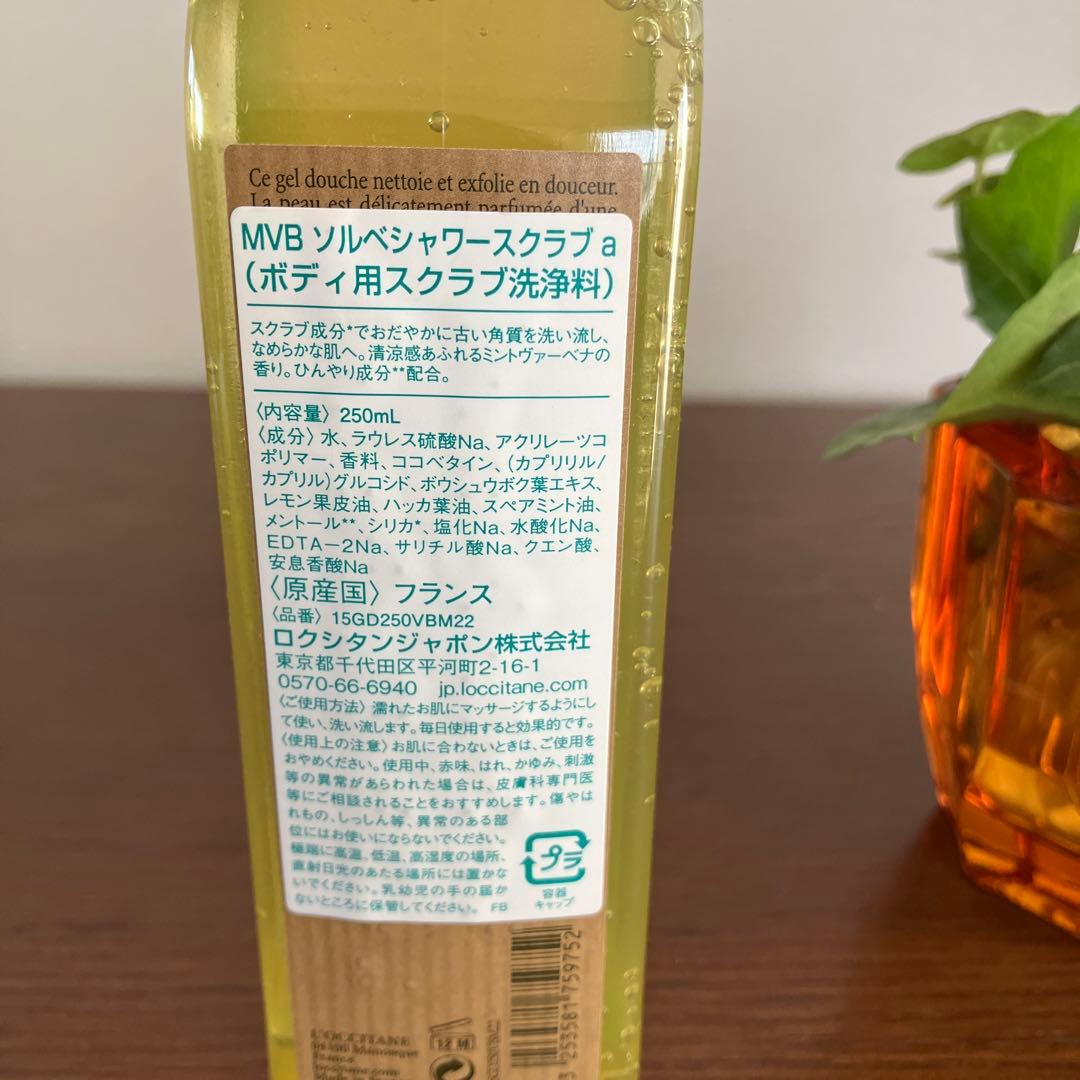 Ce gel douche nettoie et exfolie en douceur.
La peau est délicatement parfumée d'une
MVB ソルベシャワースクラブ a
（ボディ用スクラブ洗浄料）
スクラブ成分*でおだやかに古い角質を洗い流し、
なめらかな肌へ。清涼感あふれるミントヴァーベナの
香り。ひんやり成分**配合。
〈内容量〉 250mL
〈成分〉水、ラウレス硫酸Na、アクリレーツコ
ポリマー、香料、ココベタイン、（カプリリル/
カプリル）グルコシド、ボウシュウボク葉エキス、
レモン果皮油、ハッカ葉油、スペアミント油、
メントール**、シリカ*、塩化Na、水酸化Na、
EDTA－2Na、サリチル酸Na、クエン酸、
安息香酸Na
〈原産国〉フランス
〈品番〉 15GD250VBM22
ロクシタンジャポン株式会社
東京都千代田区平河町2-16-1
0570-66-6940 jp.loccitane.com
〈ご使用方法〉濡れたお肌にマッサージするようにし
て使い、洗い流します。毎日使用すると効果的です。
〈使用上の注意〉お肌に合わないときは、ご使用を
おやめください。使用中、赤味、はれ、かゆみ、刺激
等の異常があらわれた場合は、皮膚科専門医
等にご相談されることをおすすめします。傷やは
れもの、しっしん等、異常のある部
位にはお使いにならないでください。
極端に高温、低温、高湿度の場所、
直射日光のあたる場所には置かな
いでください。乳幼児の手の届か
ないところに保管してください。 FB
プラ
容器
キャップ
3 253581 759752
L'OCCITANE
12 M